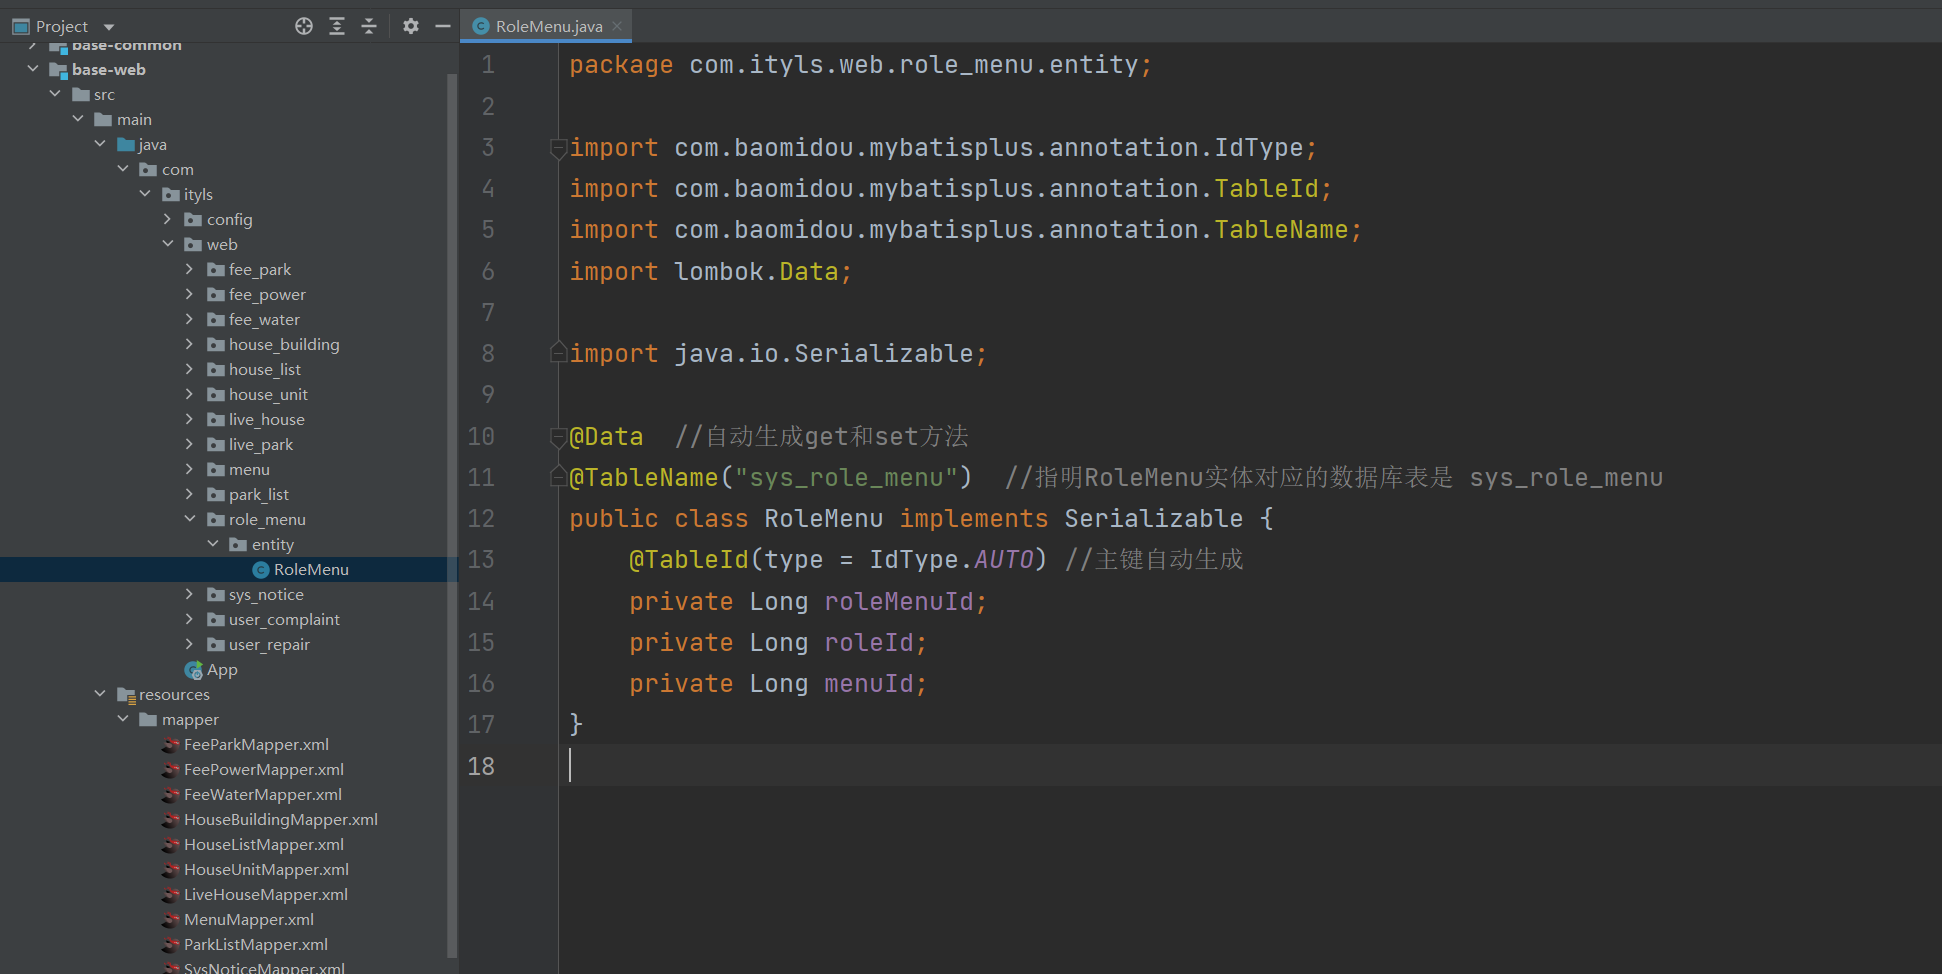 Project
RoleMenu.java
base-common
base-web
src
main
java
com
ityls
config
web
fee_park
fee_power
fee_water
house_building
house_list
house_unit
live_house
live_park
menu
park_list
role_menu
entity
RoleMenu
sys_notice
user_complaint
user_repair
App
resources
mapper
FeeParkMapper.xml
FeePowerMapper.xml
FeeWaterMapper.xml
HouseBuildingMapper.xml
HouseListMapper.xml
HouseUnitMapper.xml
LiveHouseMapper.xml
MenuMapper.xml
ParkListMapper.xml
SysNoticeMapper.xml
1 package com.ityls.web.role_menu.entity;
2
3 import com.baomidou.mybatisplus.annotation.IdType;
4 import com.baomidou.mybatisplus.annotation.TableId;
5 import com.baomidou.mybatisplus.annotation.TableName;
6 import lombok.Data;
7
8 import java.io.Serializable;
9
10 @Data  //自动生成get和set方法
11 @TableName("sys_role_menu")  //指明RoleMenu实体对应的数据库表是 sys_role_menu
12 public class RoleMenu implements Serializable {
13     @TableId(type = IdType.AUTO) //主键自动生成
14     private Long roleMenuId;
15     private Long roleId;
16     private Long menuId;
17 }
18